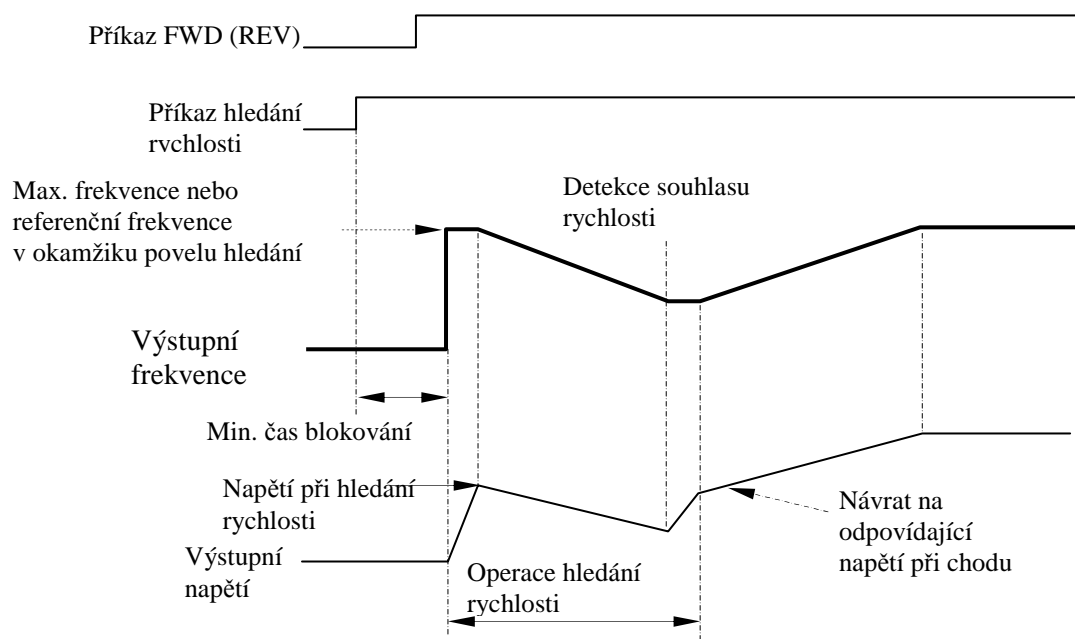 Příkaz FWD (REV)
Příkaz hledání
rvchlosti
Max. frekvence nebo
referenční frekvence
v okamžiku povelu hledání
Detekce souhlasu
rychlosti
Výstupní
frekvence
Min. čas blokování
Napětí při hledání
rychlosti
Návrat na
odpovídající
napětí při chodu
Výstupní
napětí
Operace hledání
rychlosti